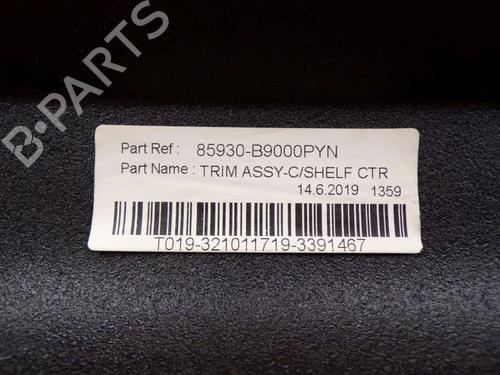 B-PARTS
Part Ref : 85930-B9000PYN
Part Name : TRIM ASSY-C/SHELF CTR
14.6.2019 1359
T019-321011719-3391467